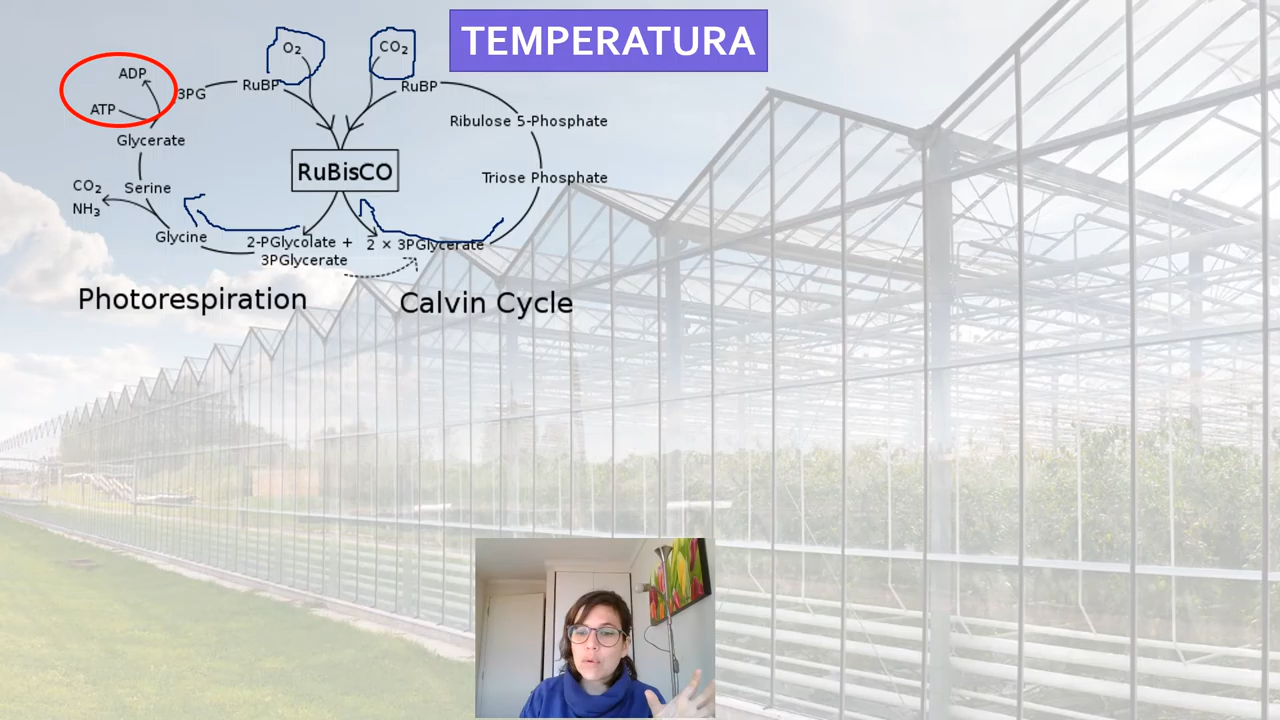 TEMPERATURA
O2
CO2
ADP
3PG
RuBP
RuBP
ATP
Ribulose 5-Phosphate
Glycerate
RuBisCO
Triose Phosphate
CO2
Serine
NH3
Glycine
2-PGlycolate +
2 × 3PGlycerate
3PGlycerate
Photorespiration
Calvin Cycle